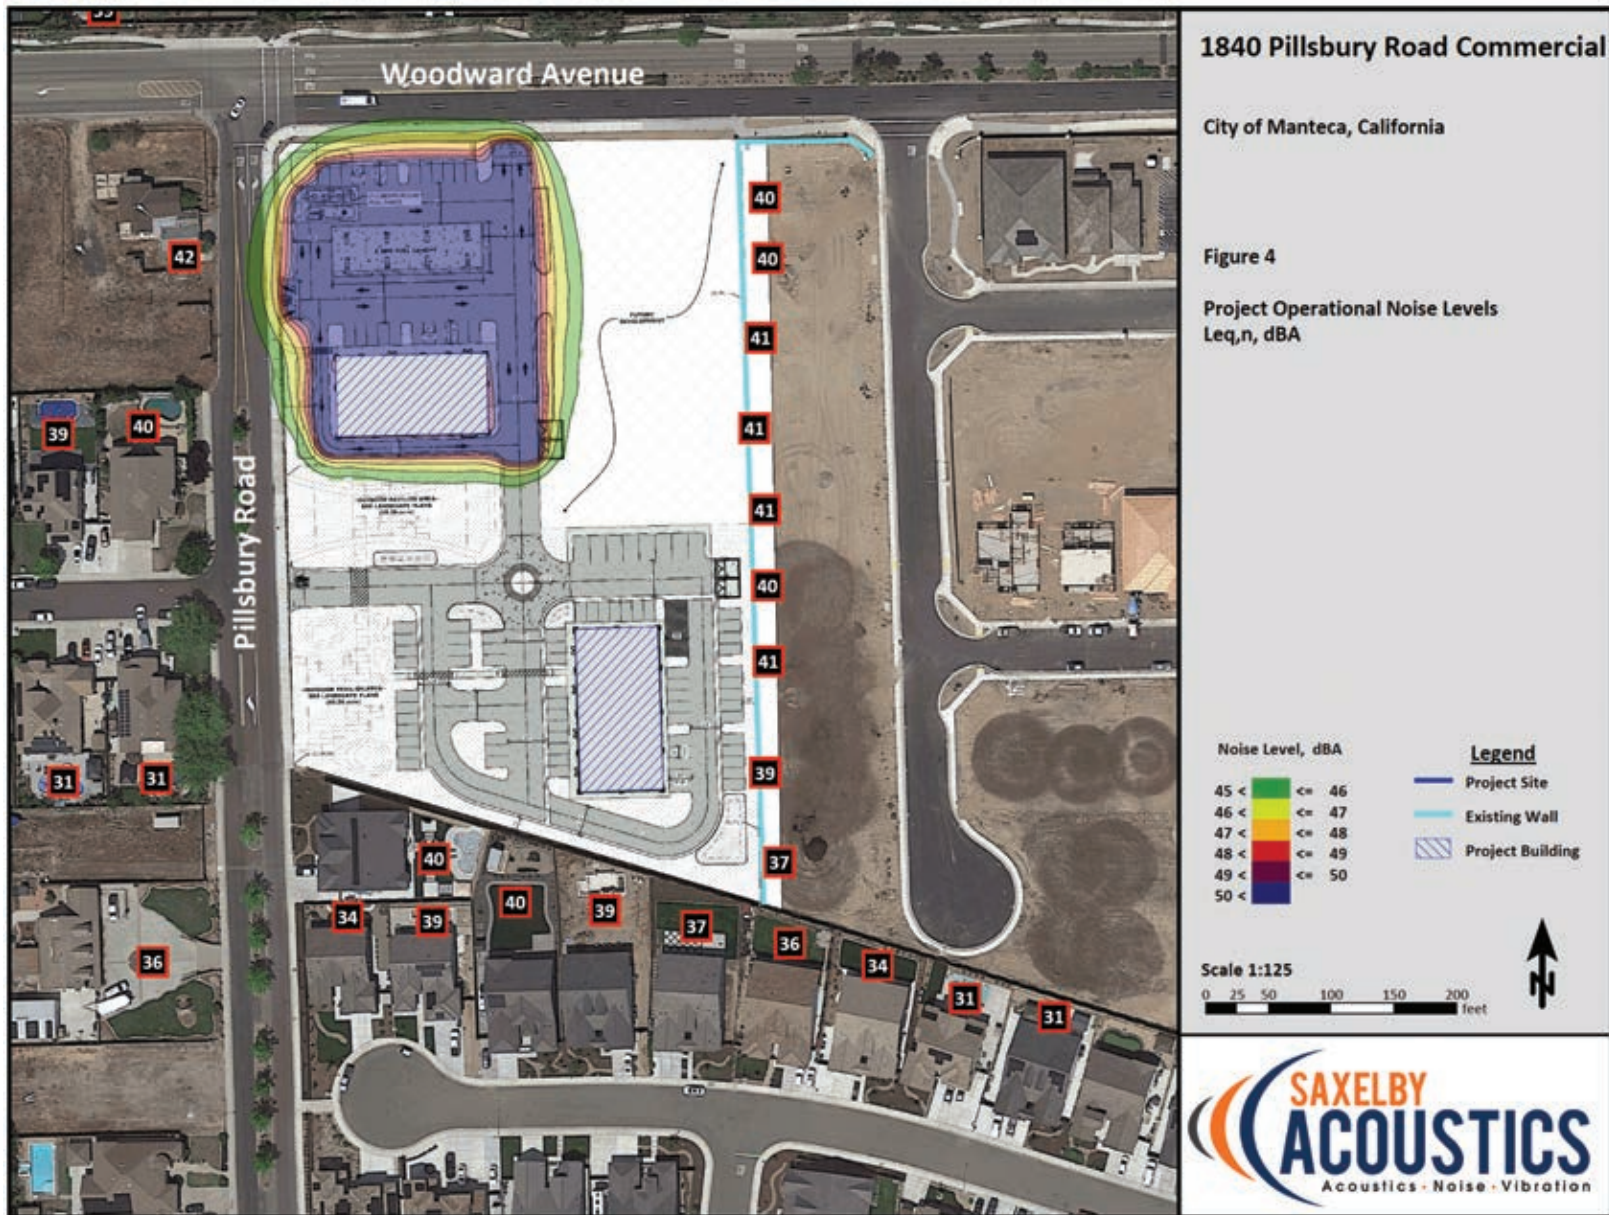 1840 Pillsbury Road Commercial
City of Manteca, California
Figure 4
Project Operational Noise Levels
Leq,n, dBA
Woodward Avenue
Pillsbury Road
FUTURE
DEVELOPMENT
40
42
40
41
39
40
41
41
40
41
31
31
39
37
40
40
39
34
39
37
36
36
34
31
31
Noise Level, dBA
45 < <= 46
46 < <= 47
47 < <= 48
48 < <= 49
49 < <= 50
50 <
Legend
Project Site
Existing Wall
Project Building
Scale 1:125
0 25 50 100 150 200
feet
N
SAXELBY
ACOUSTICS
Acoustics · Noise · Vibration